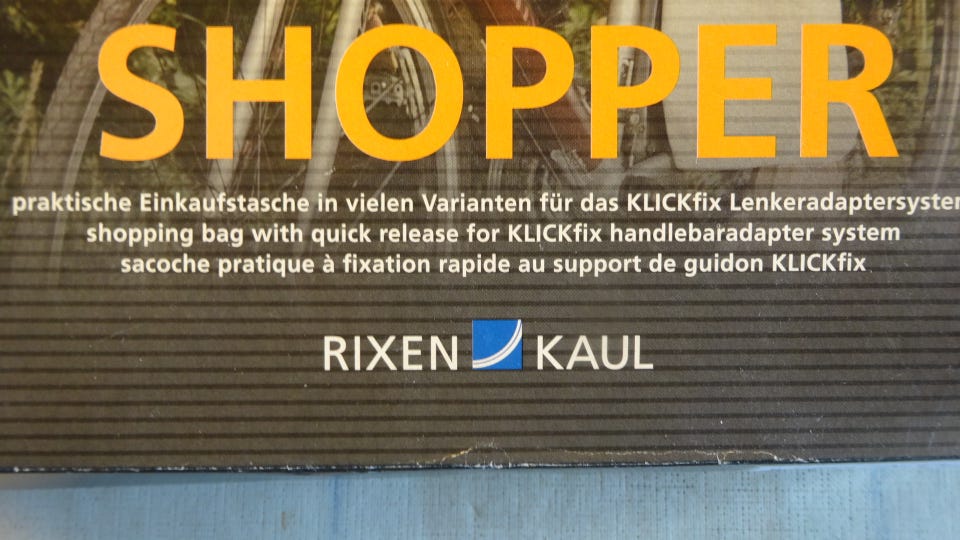 SHOPPER
praktische Einkaufstasche in vielen Varianten für das KLICKfix
shopping bag with quick release for KLICKfix handlebaradapter system
sacoche pratique à fixation rapide au support de guidon KLICKfix
RIXEN KAUL